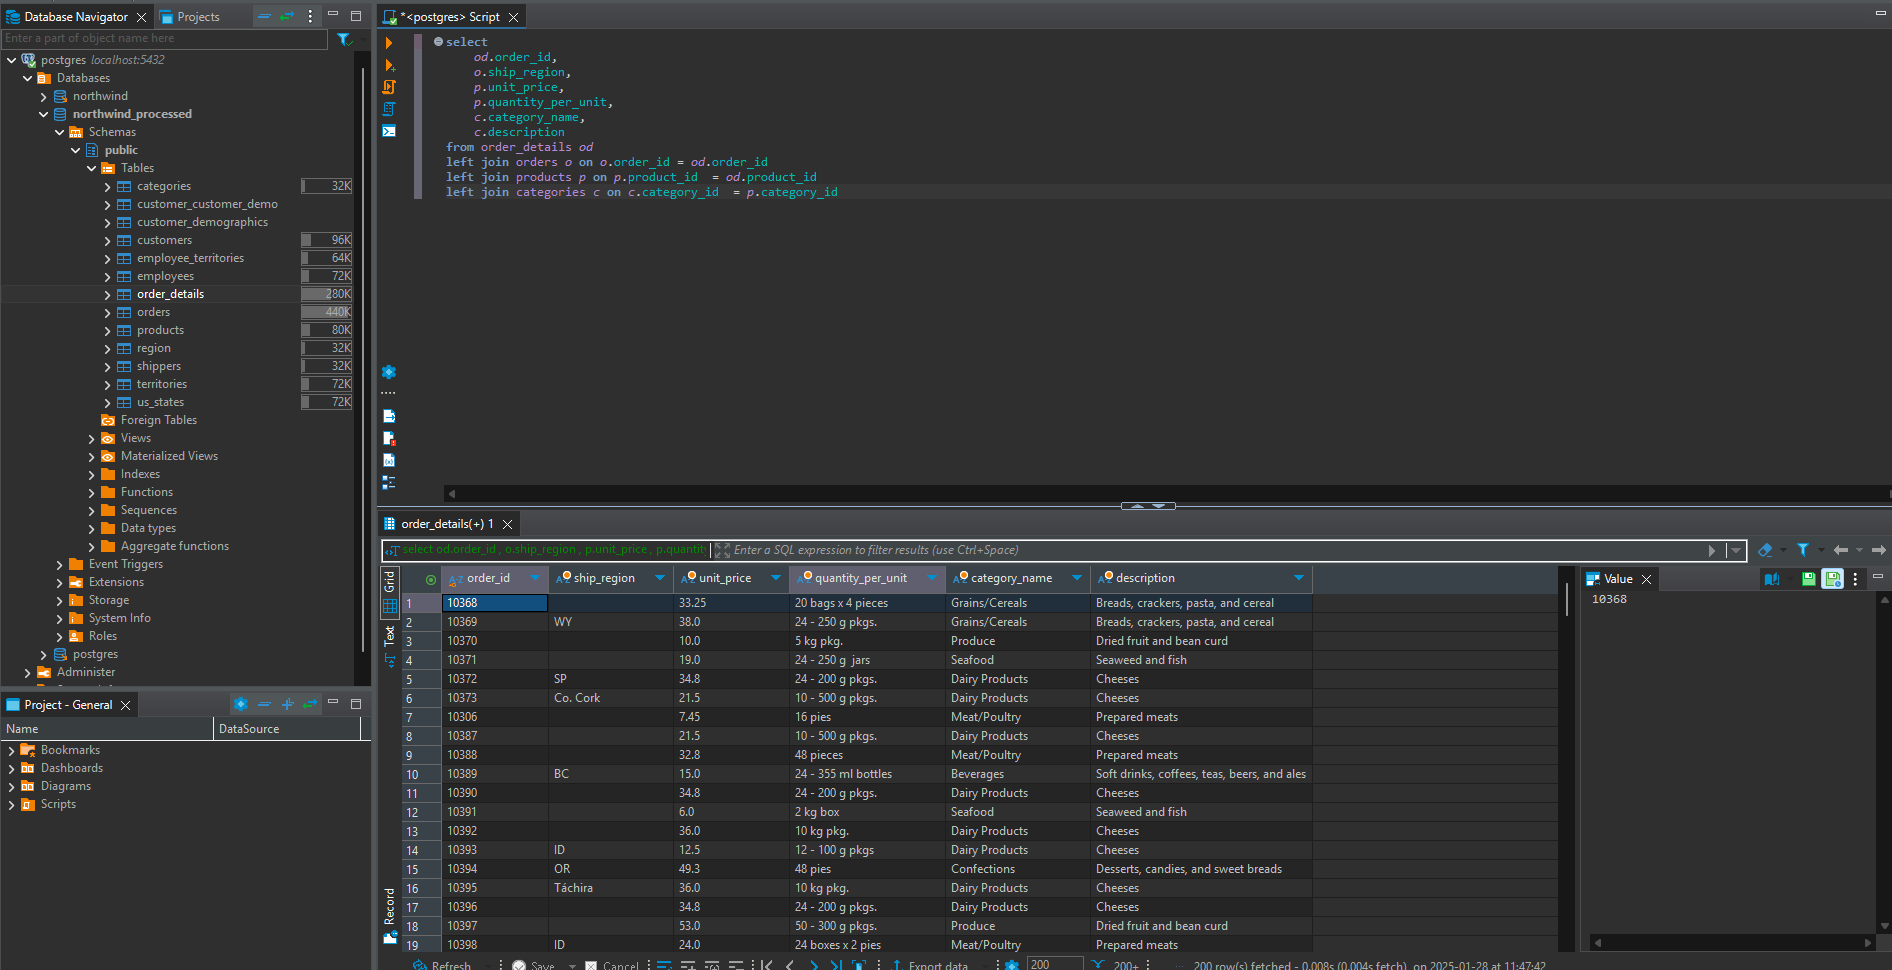 Database Navigator
Projects
Enter a part of object name here
postgres localhost:5432
Databases
northwind
northwind_processed
Schemas
public
Tables
categories 32K
customer_customer_demo
customer_demographics
customers 96K
employee_territories 64K
employees 72K
order_details 280K
orders 440K
products 80K
region 32K
shippers 32K
territories 72K
us_states 72K
Foreign Tables
Views
Materialized Views
Indexes
Functions
Sequences
Data types
Aggregate functions
Event Triggers
Extensions
Storage
System Info
Roles
postgres
Administer
Project - General
Name DataSource
Bookmarks
Dashboards
Diagrams
Scripts
*<postgres> Script
select
od.order_id,
o.ship_region,
p.unit_price,
p.quantity_per_unit,
c.category_name,
c.description
from order_details od
left join orders o on o.order_id = od.order_id
left join products p on p.product_id  = od.product_id
left join categories c on c.category_id  = p.category_id
order_details(+) 1
select od.order_id , o.ship_region , p.unit_price , p.quantity
Enter a SQL expression to filter results (use Ctrl+Space)
Grid
Text
Record
order_id ship_region unit_price quantity_per_unit category_name description
1 10368 33.25 20 bags x 4 pieces Grains/Cereals Breads, crackers, pasta, and cereal
2 10369 WY 38.0 24 - 250 g pkgs. Grains/Cereals Breads, crackers, pasta, and cereal
3 10370 10.0 5 kg pkg. Produce Dried fruit and bean curd
4 10371 19.0 24 - 250 g  jars Seafood Seaweed and fish
5 10372 SP 34.8 24 - 200 g pkgs. Dairy Products Cheeses
6 10373 Co. Cork 21.5 10 - 500 g pkgs. Dairy Products Cheeses
7 10306 7.45 16 pies Meat/Poultry Prepared meats
8 10387 21.5 10 - 500 g pkgs. Dairy Products Cheeses
9 10388 32.8 48 pieces Meat/Poultry Prepared meats
10 10389 BC 15.0 24 - 355 ml bottles Beverages Soft drinks, coffees, teas, beers, and ales
11 10390 34.8 24 - 200 g pkgs. Dairy Products Cheeses
12 10391 6.0 2 kg box Seafood Seaweed and fish
13 10392 36.0 10 kg pkg. Dairy Products Cheeses
14 10393 ID 12.5 12 - 100 g pkgs Dairy Products Cheeses
15 10394 OR 49.3 48 pies Confections Desserts, candies, and sweet breads
16 10395 Táchira 36.0 10 kg pkg. Dairy Products Cheeses
17 10396 34.8 24 - 200 g pkgs. Dairy Products Cheeses
18 10397 53.0 50 - 300 g pkgs. Produce Dried fruit and bean curd
19 10398 ID 24.0 24 boxes x 2 pies Meat/Poultry Prepared meats
Value
10368
Refresh Save Cancel Export data 200 200+ 200 row(s) fetched - 0.008s (0.004s fetch), on 2025-01-28 at 11:47:42